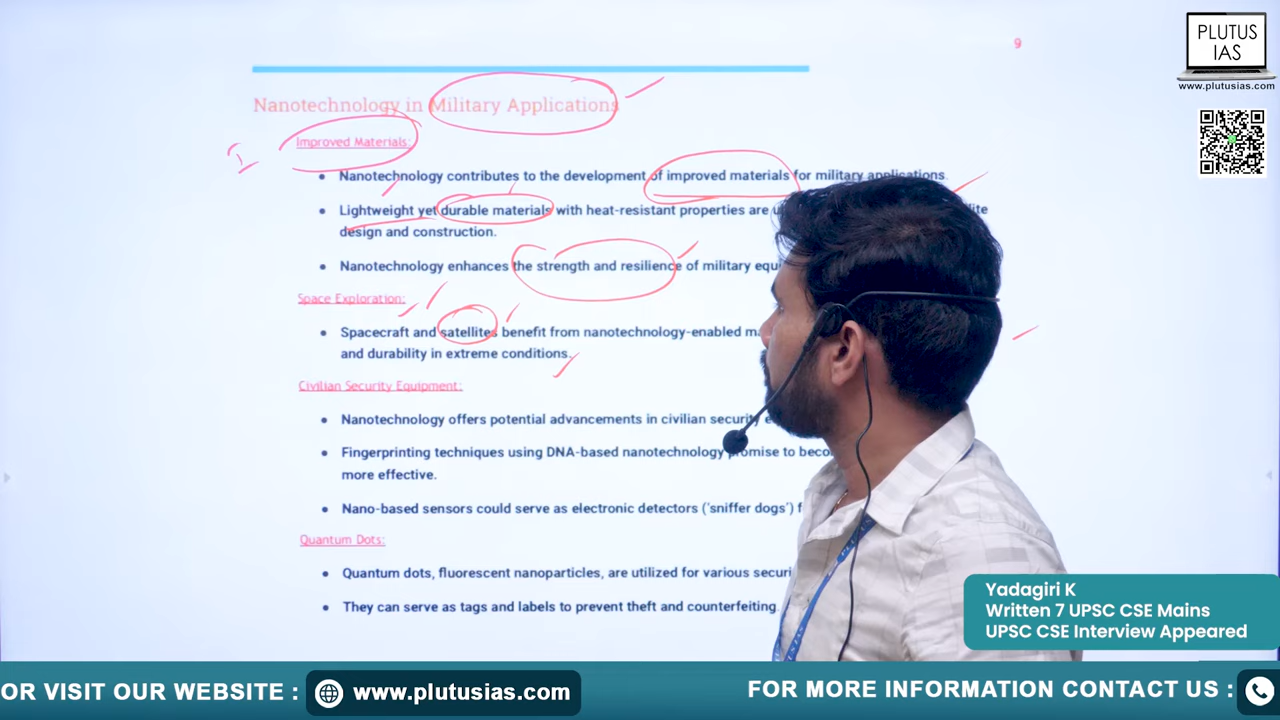 9
PLUTUS
IAS
www.plutusias.com
Nanotechnology in Military Applications
I
Improved Materials:
• Nanotechnology contributes to the development of improved materials for military applications.
• Lightweight yet durable materials with heat-resistant properties are
design and construction.
• Nanotechnology enhances the strength and resilience of military
Space Exploration:
• Spacecraft and satellites benefit from nanotechnology-enabled
and durability in extreme conditions.
Civilian Security Equipment:
• Nanotechnology offers potential advancements in civilian security
• Fingerprinting techniques using DNA-based nanotechnology promise to
more effective.
• Nano-based sensors could serve as electronic detectors (‘sniffer dogs’)
Quantum Dots:
• Quantum dots, fluorescent nanoparticles, are utilized for various
• They can serve as tags and labels to prevent theft and counterfeiting.
Yadagiri K
Written 7 UPSC CSE Mains
UPSC CSE Interview Appeared
OR VISIT OUR WEBSITE : www.plutusias.com FOR MORE INFORMATION CONTACT US :